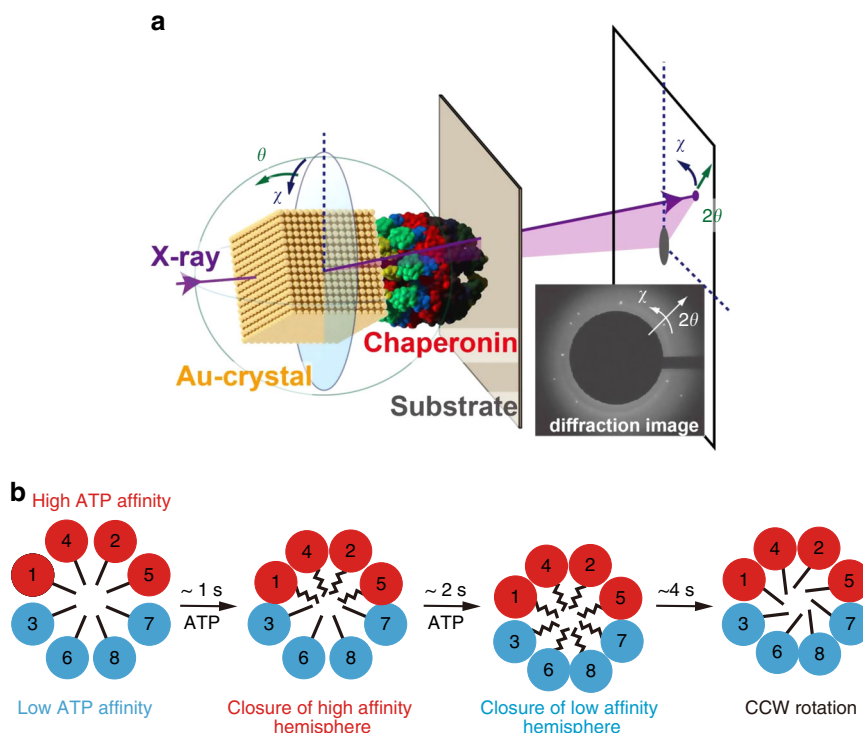 a
θ
χ
χ
2θ
X-ray
Chaperonin
Au-crystal
Substrate
χ
2θ
diffraction image
b
High ATP affinity
4 2
1 5
3 7
6 8
~ 1 s
ATP
4 2
1 5
3 7
6 8
~ 2 s
ATP
4 2
1 5
3 7
6 8
~4 s
4 2
1 5
3 7
6 8
Low ATP affinity
Closure of high affinity
hemisphere
Closure of low affinity
hemisphere
CCW rotation